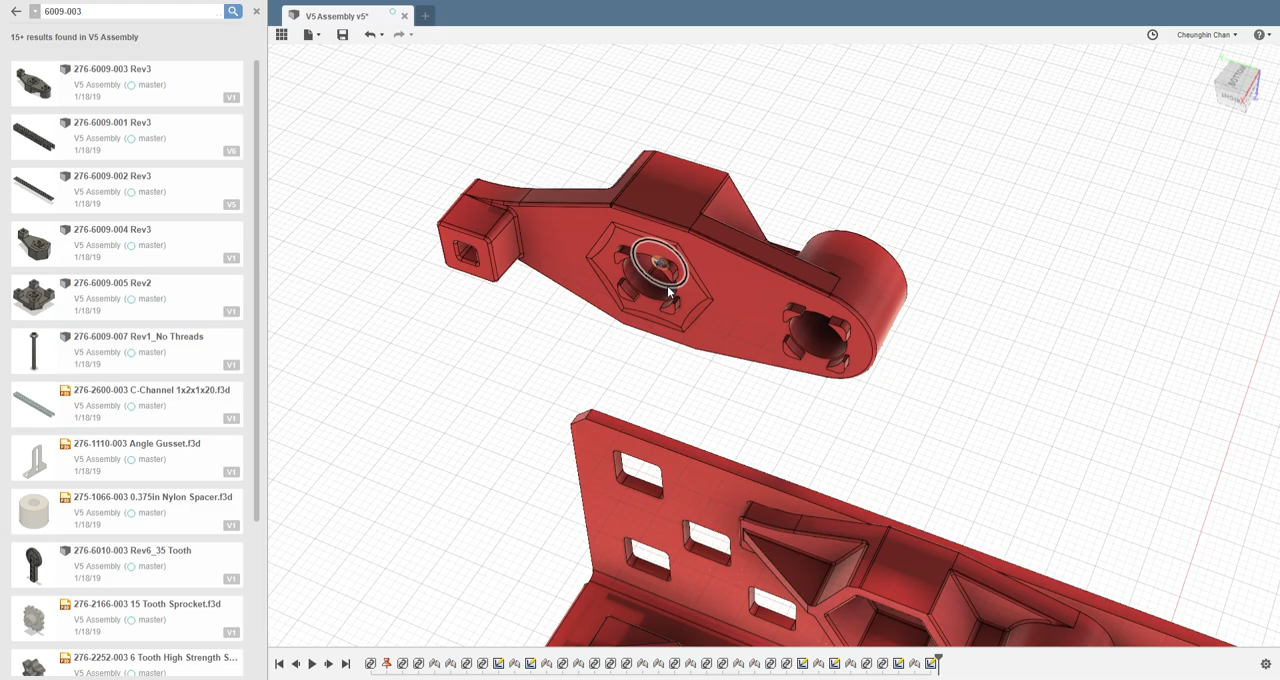 6009-003
V5 Assembly v5*
15+ results found in V5 Assembly
Cheunghin Chan
276-6009-003 Rev3
V5 Assembly ( master)
1/18/19
V1
276-6009-001 Rev3
V5 Assembly ( master)
1/18/19
V6
276-6009-002 Rev3
V5 Assembly ( master)
1/18/19
V5
276-6009-004 Rev3
V5 Assembly ( master)
1/18/19
V1
276-6009-005 Rev2
V5 Assembly ( master)
1/18/19
V1
276-6009-007 Rev1_No Threads
V5 Assembly ( master)
1/18/19
V1
276-2600-003 C-Channel 1x2x1x20.f3d
V5 Assembly ( master)
1/18/19
V1
276-1110-003 Angle Gusset.f3d
V5 Assembly ( master)
1/18/19
V1
275-1066-003 0.375in Nylon Spacer.f3d
V5 Assembly ( master)
1/18/19
V1
276-6010-003 Rev6_35 Tooth
V5 Assembly ( master)
1/18/19
V1
276-2166-003 15 Tooth Sprocket.f3d
V5 Assembly ( master)
1/18/19
V1
276-2252-003 6 Tooth High Strength S...
V5 Assembly ( master)
BOTTOM